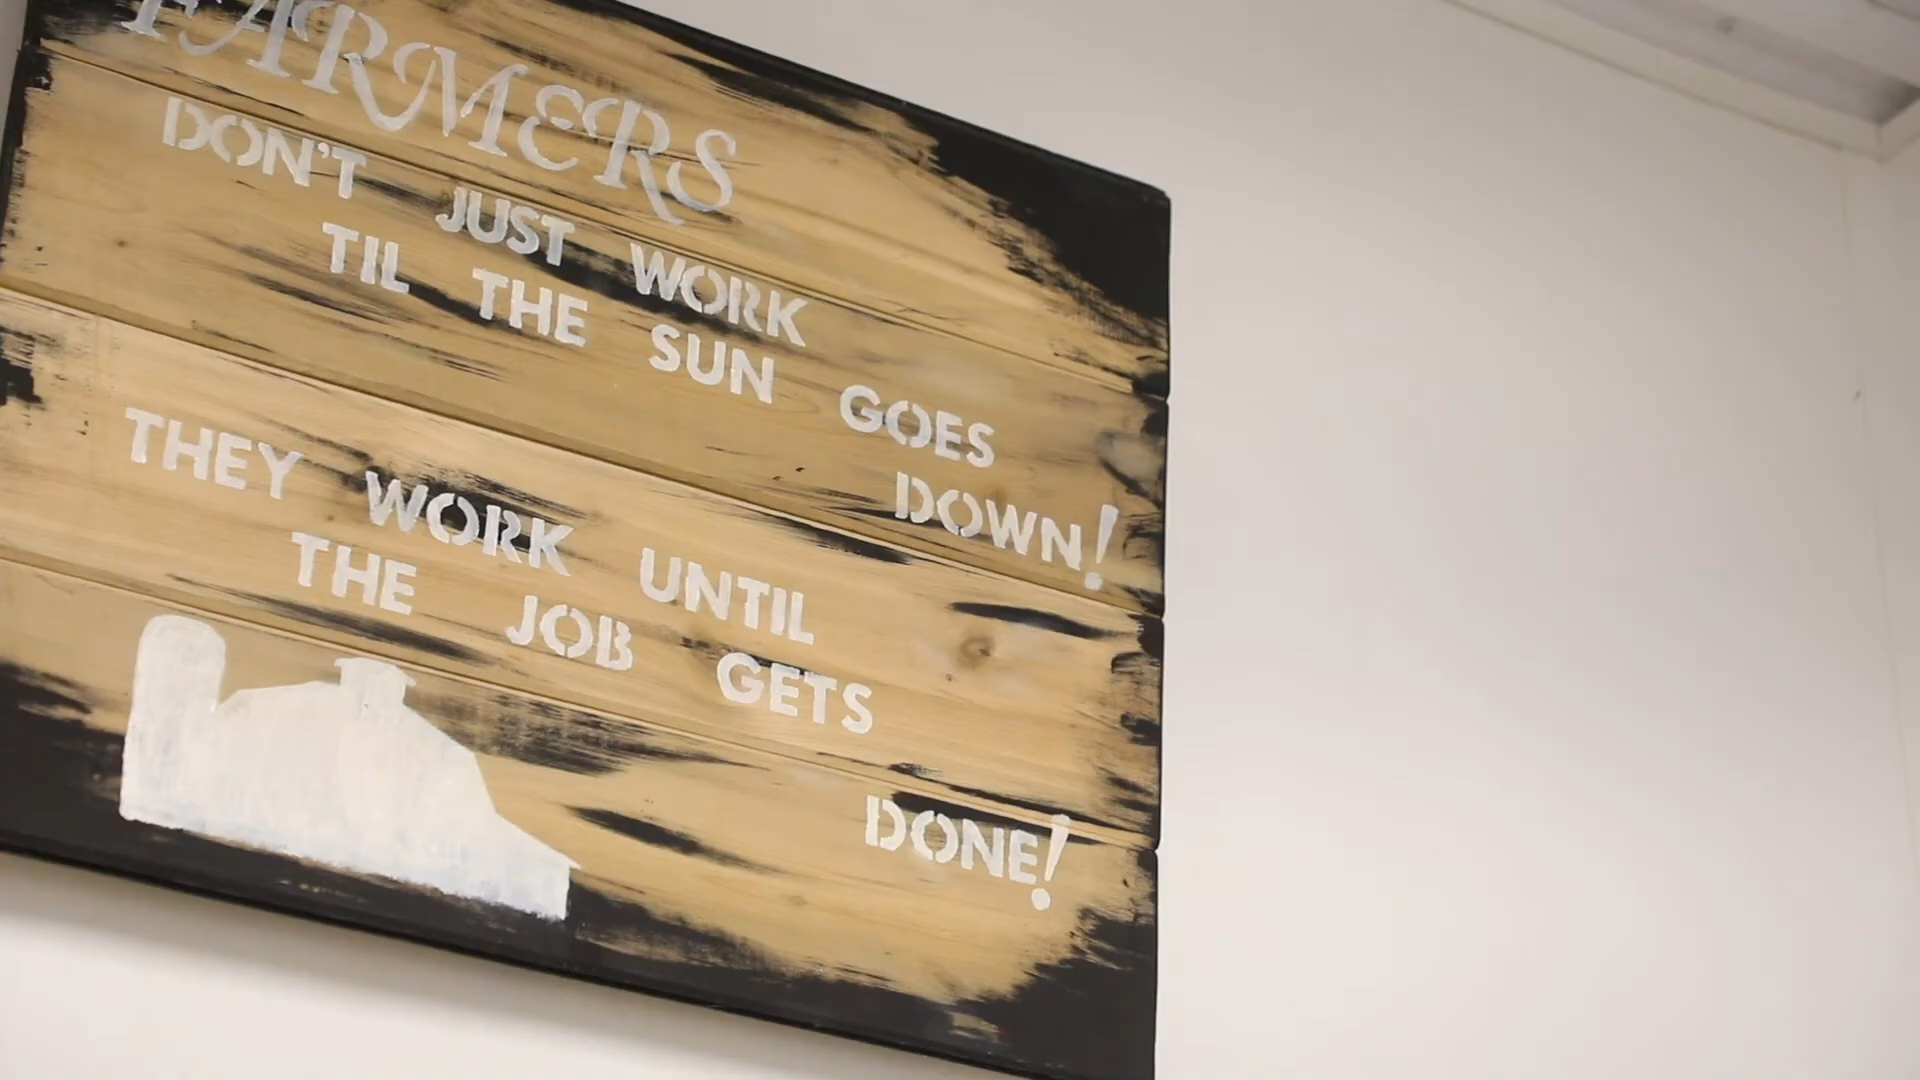 FARMERS
DON'T JUST WORK
TIL THE SUN GOES
DOWN!
THEY WORK UNTIL
THE JOB GETS
DONE!